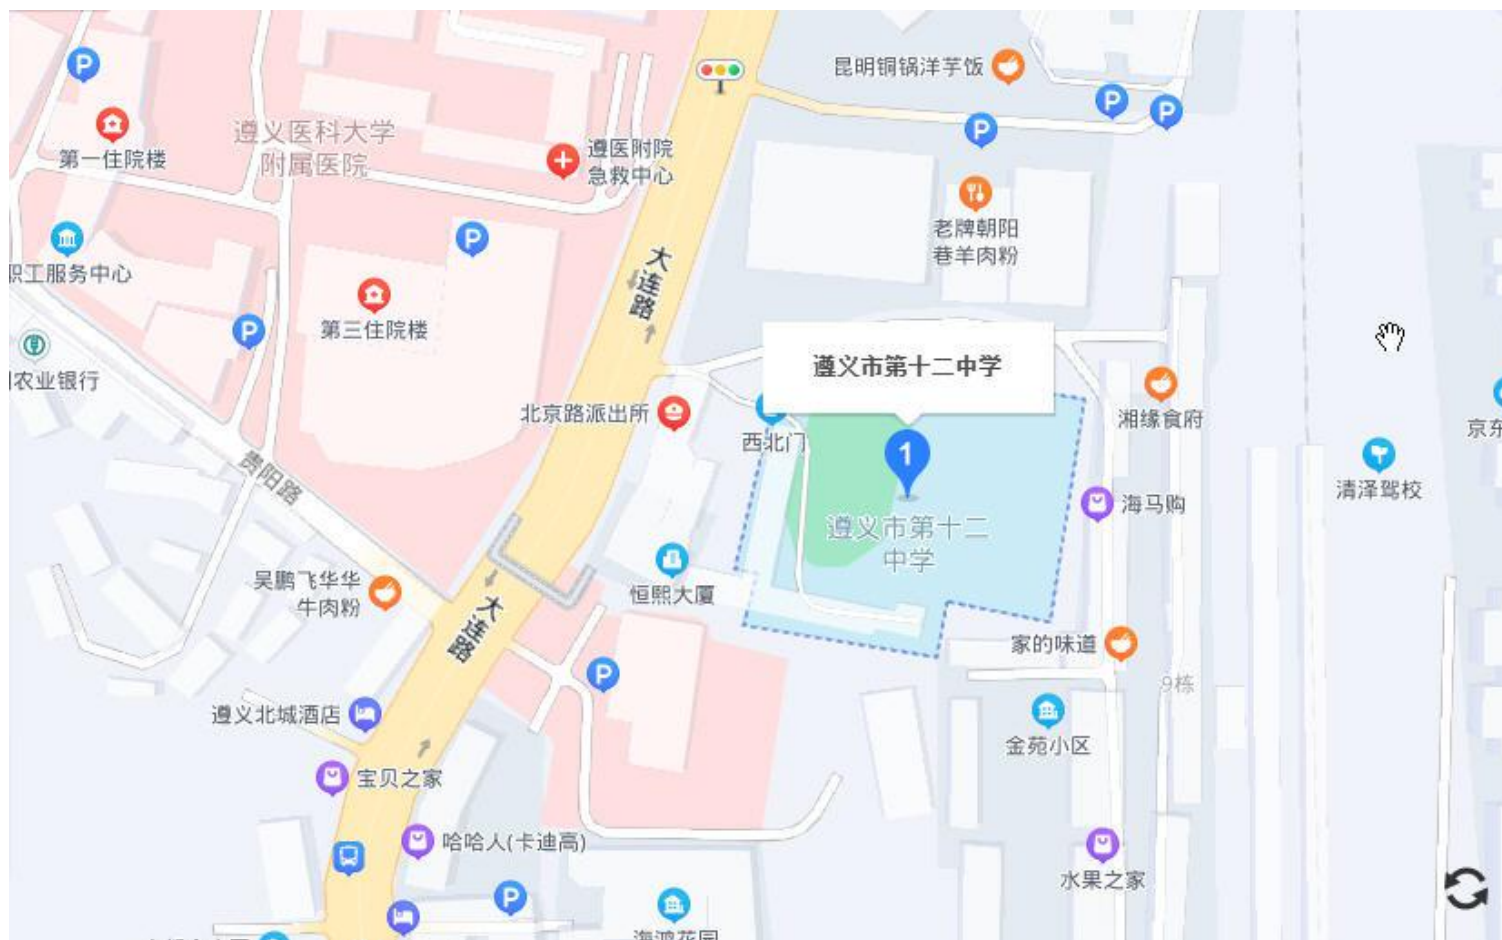 昆明铜锅洋芋饭
P
P
P
P
第一住院楼
遵义医科大学
附属医院
遵医附院
急救中心
老牌朝阳
巷羊肉粉
职工服务中心
P
大连路
第三住院楼
P
农业银行
遵义市第十二中学
北京路派出所
西北门
湘缘食府
京东
1
清泽驾校
贵阳路
海马购
遵义市第十二
中学
吴鹏飞华华
牛肉粉
恒熙大厦
大连路
家的味道
P
9栋
遵义北城酒店
金苑小区
宝贝之家
哈哈人(卡迪高)
水果之家
P
海鸿花园